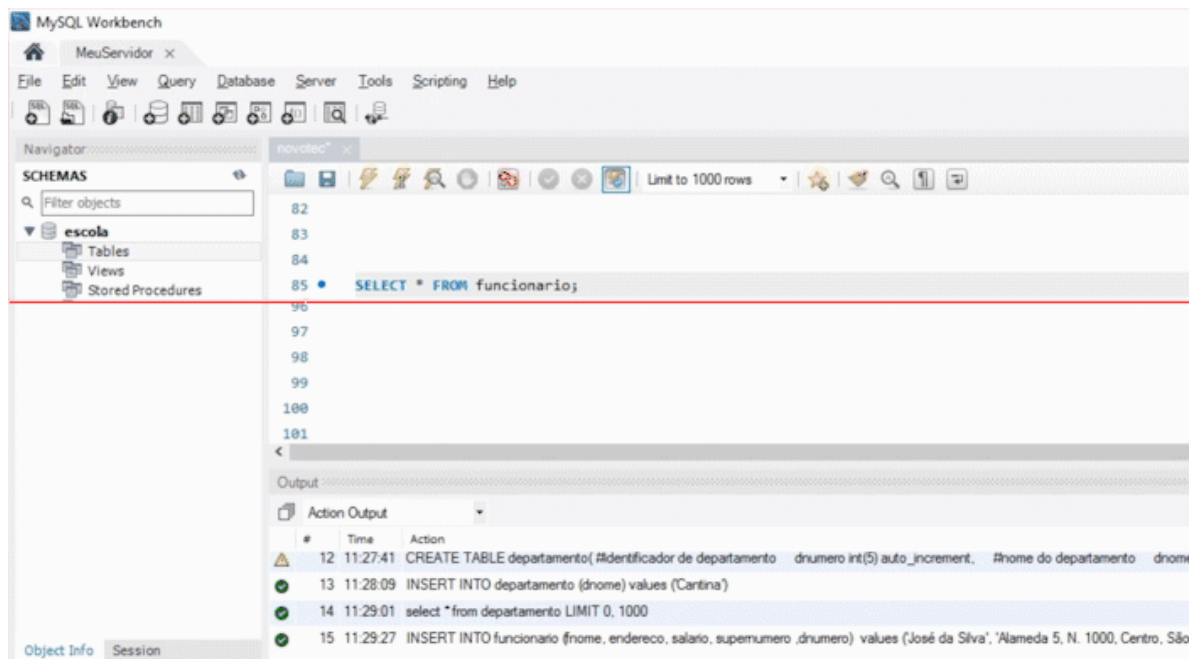 MySQL Workbench
MeuServidor ×
File Edit View Query Database Server Tools Scripting Help
Navigator
novotec* ×
SCHEMAS
Limit to 1000 rows
Filter objects
82
escola
83
Tables
84
Views
85 SELECT * FROM funcionario;
Stored Procedures
96
97
98
99
100
101
Output
Action Output
# Time Action
12 11:27:41 CREATE TABLE departamento( #Identificador de departamento dnumero int(5) auto_increment, #nome do departamento dnome
13 11:28:09 INSERT INTO departamento (dnome) values ('Cantina')
14 11:29:01 select * from departamento LIMIT 0, 1000
15 11:29:27 INSERT INTO funcionario (fnome, endereco, salario, supernumero ,dnumero) values ('José da Silva', 'Alameda 5, N. 1000, Centro, São
Object Info Session